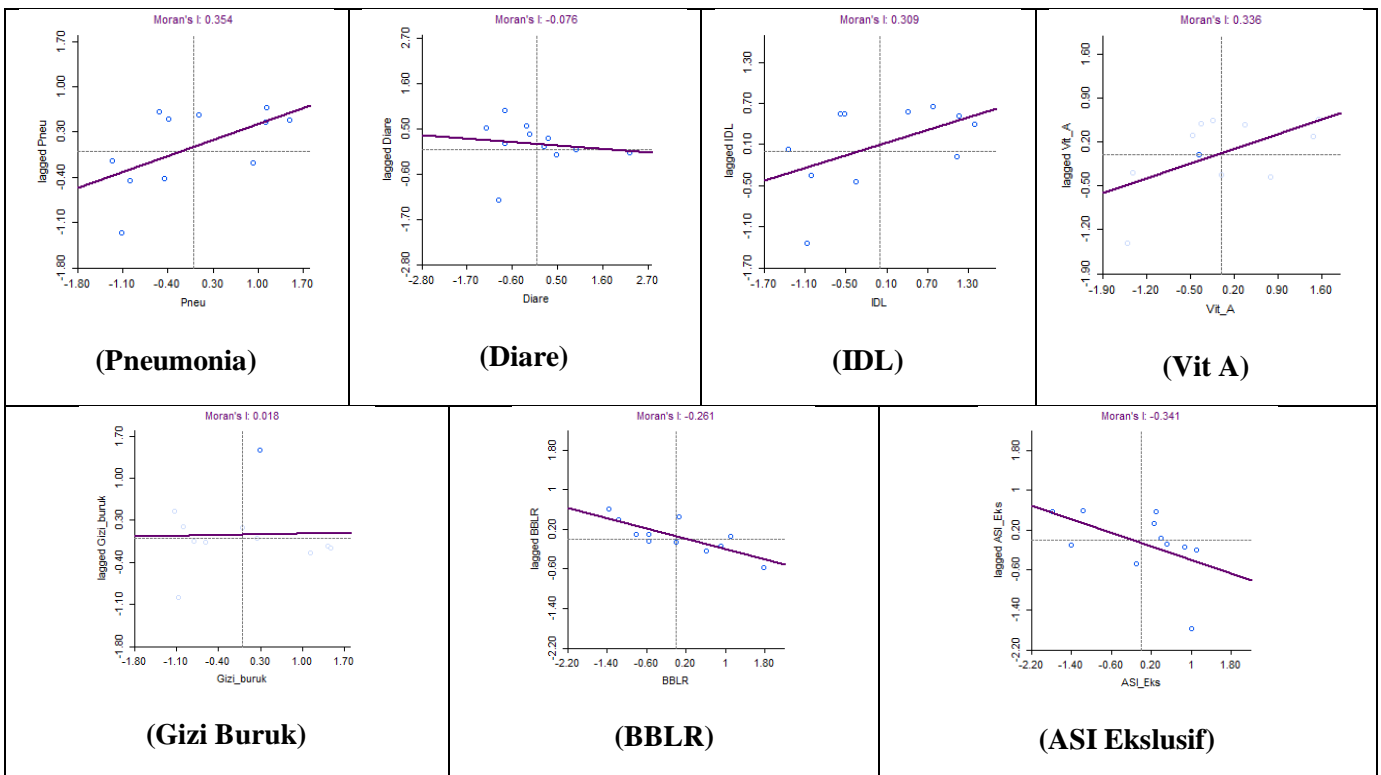 Moran's I: 0.354
lagged Pneu
1.70
1.00
0.30
-0.40
-1.10
-1.80
-1.80 -1.10 -0.40 0.30 1.00 1.70
Pneu
(Pneumonia)
Moran's I: -0.076
lagged Diare
2.70
1.60
0.50
-0.60
-1.70
-2.80
-2.80 -1.70 -0.60 0.50 1.60 2.70
Diare
(Diare)
Moran's I: 0.309
lagged IDL
1.30
0.70
0.10
-0.50
-1.10
-1.70
-1.70 -1.10 -0.50 0.10 0.70 1.30
IDL
(IDL)
Moran's I: 0.336
lagged Vit_A
1.60
0.90
0.20
-0.50
-1.20
-1.90
-1.90 -1.20 -0.50 0.20 0.90 1.60
Vit_A
(Vit A)
Moran's I: 0.018
lagged Gizi_buruk
1.70
1.00
0.30
-0.40
-1.10
-1.80
-1.80 -1.10 -0.40 0.30 1.00 1.70
Gizi_buruk
(Gizi Buruk)
Moran's I: -0.261
lagged BBLR
1.80
1
0.20
-0.60
-1.40
-2.20
-2.20 -1.40 -0.60 0.20 1 1.80
BBLR
(BBLR)
Moran's I: -0.341
lagged ASI_Eks
1.80
1
0.20
-0.60
-1.40
-2.20
-2.20 -1.40 -0.60 0.20 1 1.80
ASI_Eks
(ASI Ekslusif)